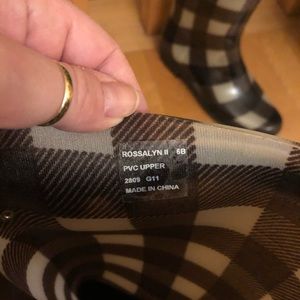 ROSSALYN II 6B
PVC UPPER
2809 G11
MADE IN CHINA